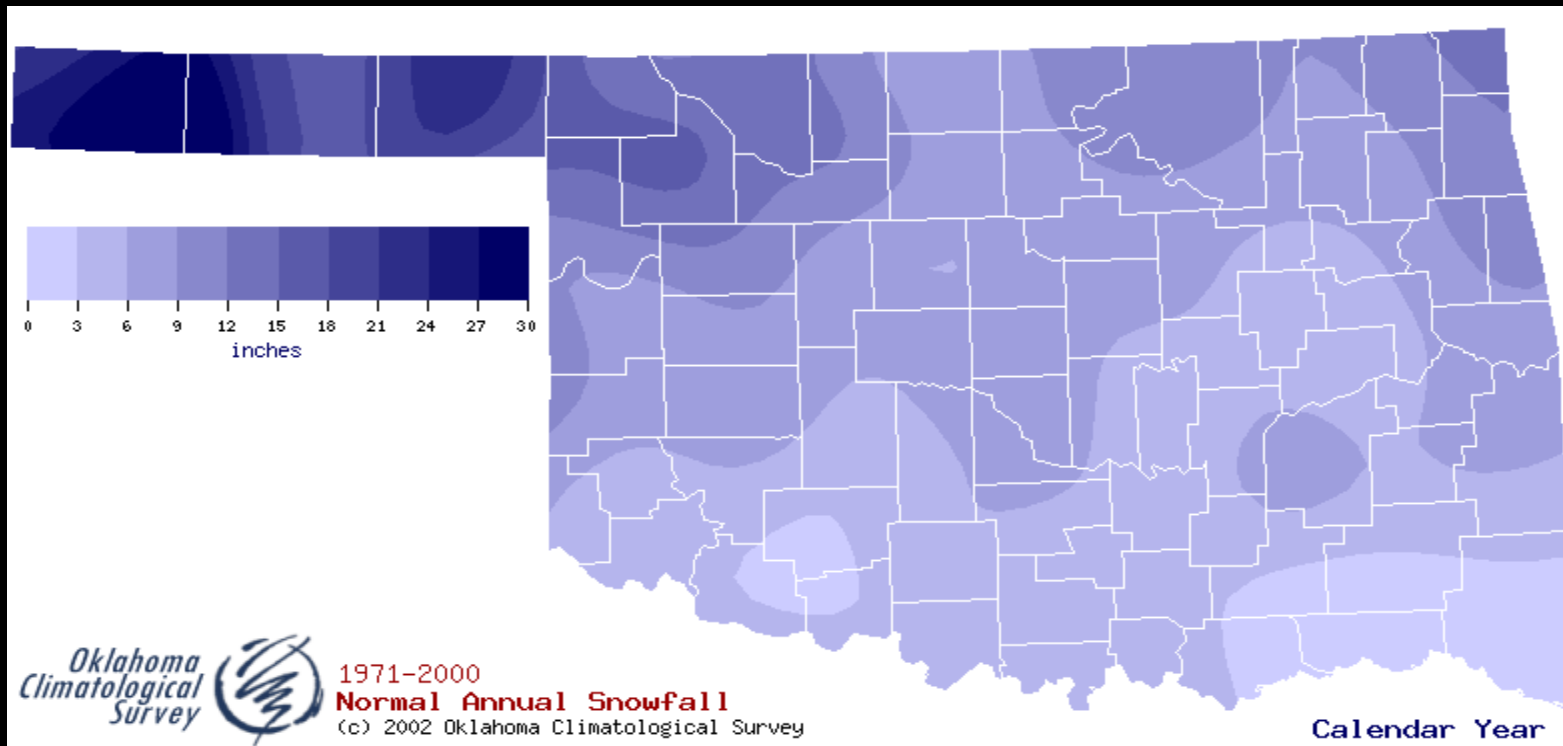 0 3 6 9 12 15 18 21 24 27 30
inches
Oklahoma
Climatological
Survey
1971-2000
Normal Annual Snowfall
(c) 2002 Oklahoma Climatological Survey
Calendar Year